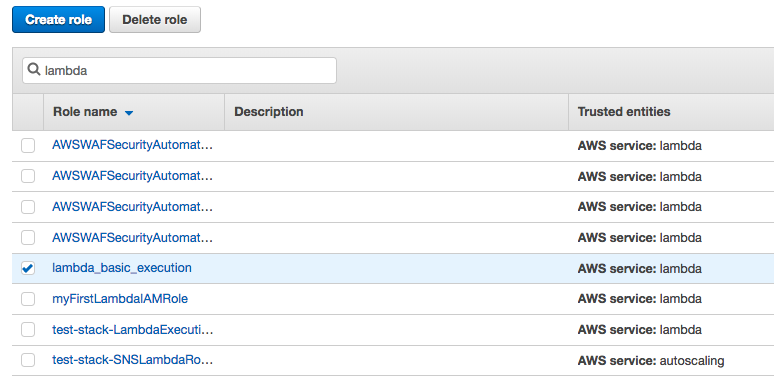 Create role Delete role
lambda
Role name Description Trusted entities
AWSWAFSecurityAutomat... AWS service: lambda
AWSWAFSecurityAutomat... AWS service: lambda
AWSWAFSecurityAutomat... AWS service: lambda
AWSWAFSecurityAutomat... AWS service: lambda
lambda_basic_execution AWS service: lambda
myFirstLambdaIAMRole AWS service: lambda
test-stack-LambdaExecuti... AWS service: lambda
test-stack-SNSLambdaRo... AWS service: autoscaling